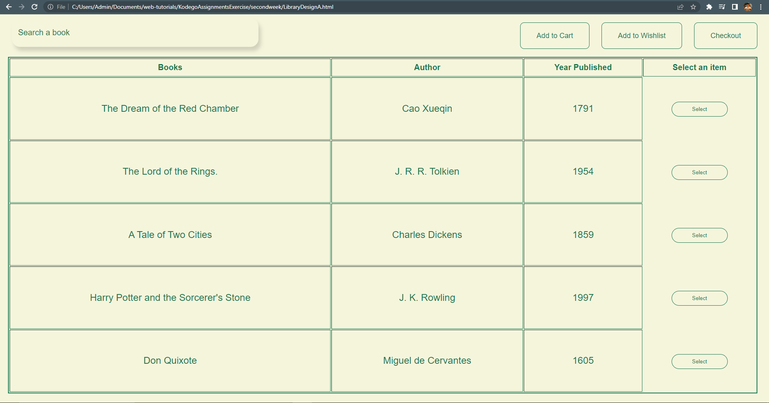 File C:/Users/Admin/Documents/web-tutorials/KodegoAssignmentsExercise/secondweek/LibraryDesignA.html
Search a book
Add to Cart Add to Wishlist Checkout
Books Author Year Published Select an item
The Dream of the Red Chamber Cao Xueqin 1791 Select
The Lord of the Rings. J. R. R. Tolkien 1954 Select
A Tale of Two Cities Charles Dickens 1859 Select
Harry Potter and the Sorcerer's Stone J. K. Rowling 1997 Select
Don Quixote Miguel de Cervantes 1605 Select